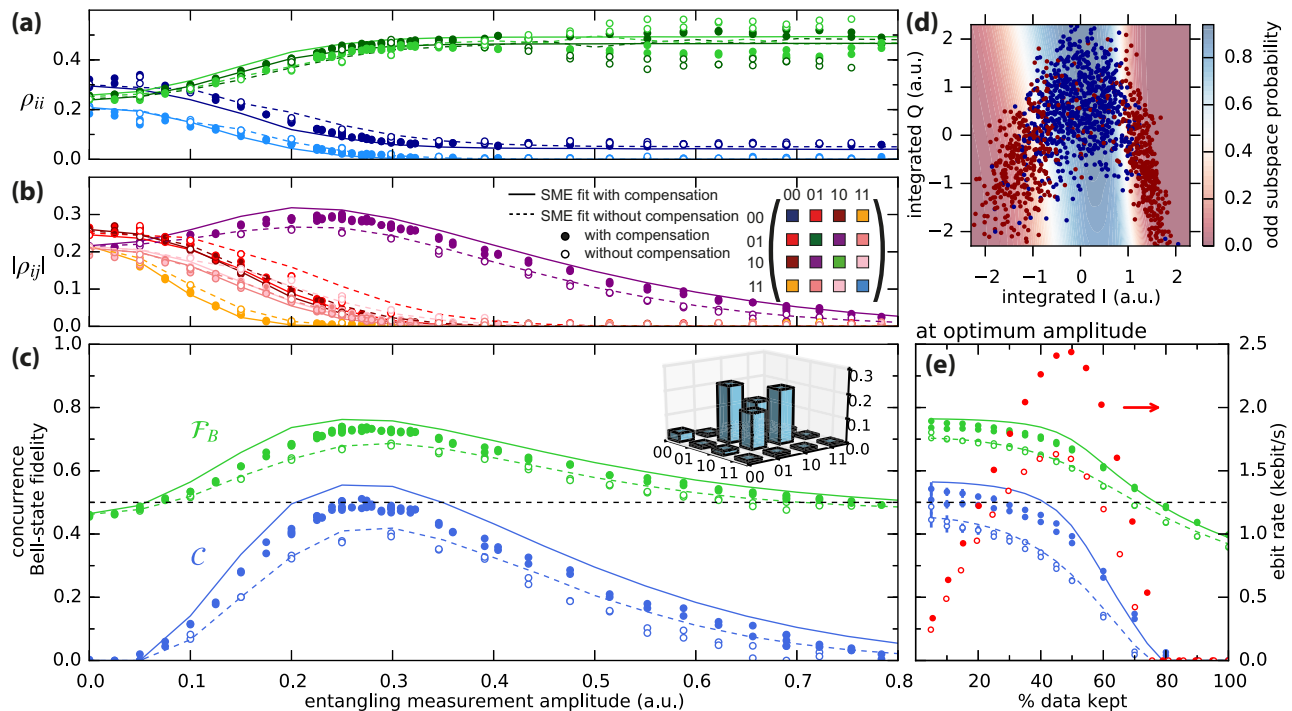 (a)
0.4
0.2
0.0
ρii
(b)
0.3
0.2
0.1
0.0
|ρij|
SME fit with compensation
SME fit without compensation
with compensation
without compensation
00 01 10 11
00
01
10
11
(c)
1.0
0.8
0.6
0.4
0.2
0.0
concurrence
Bell-state fidelity
FB
C
0.3
0.2
0.1
0.0
00 01 10 11
00 01 10 11
0.0 0.1 0.2 0.3 0.4 0.5 0.6 0.7 0.8
entangling measurement amplitude (a.u.)
(d)
2
1
0
−1
−2
integrated Q (a.u.)
−2 −1 0 1 2
integrated I (a.u.)
0.8
0.6
0.4
0.2
0.0
odd subspace probability
at optimum amplitude
(e)
2.5
2.0
1.5
1.0
0.5
0.0
ebit rate (kebit/s)
0 20 40 60 80 100
% data kept